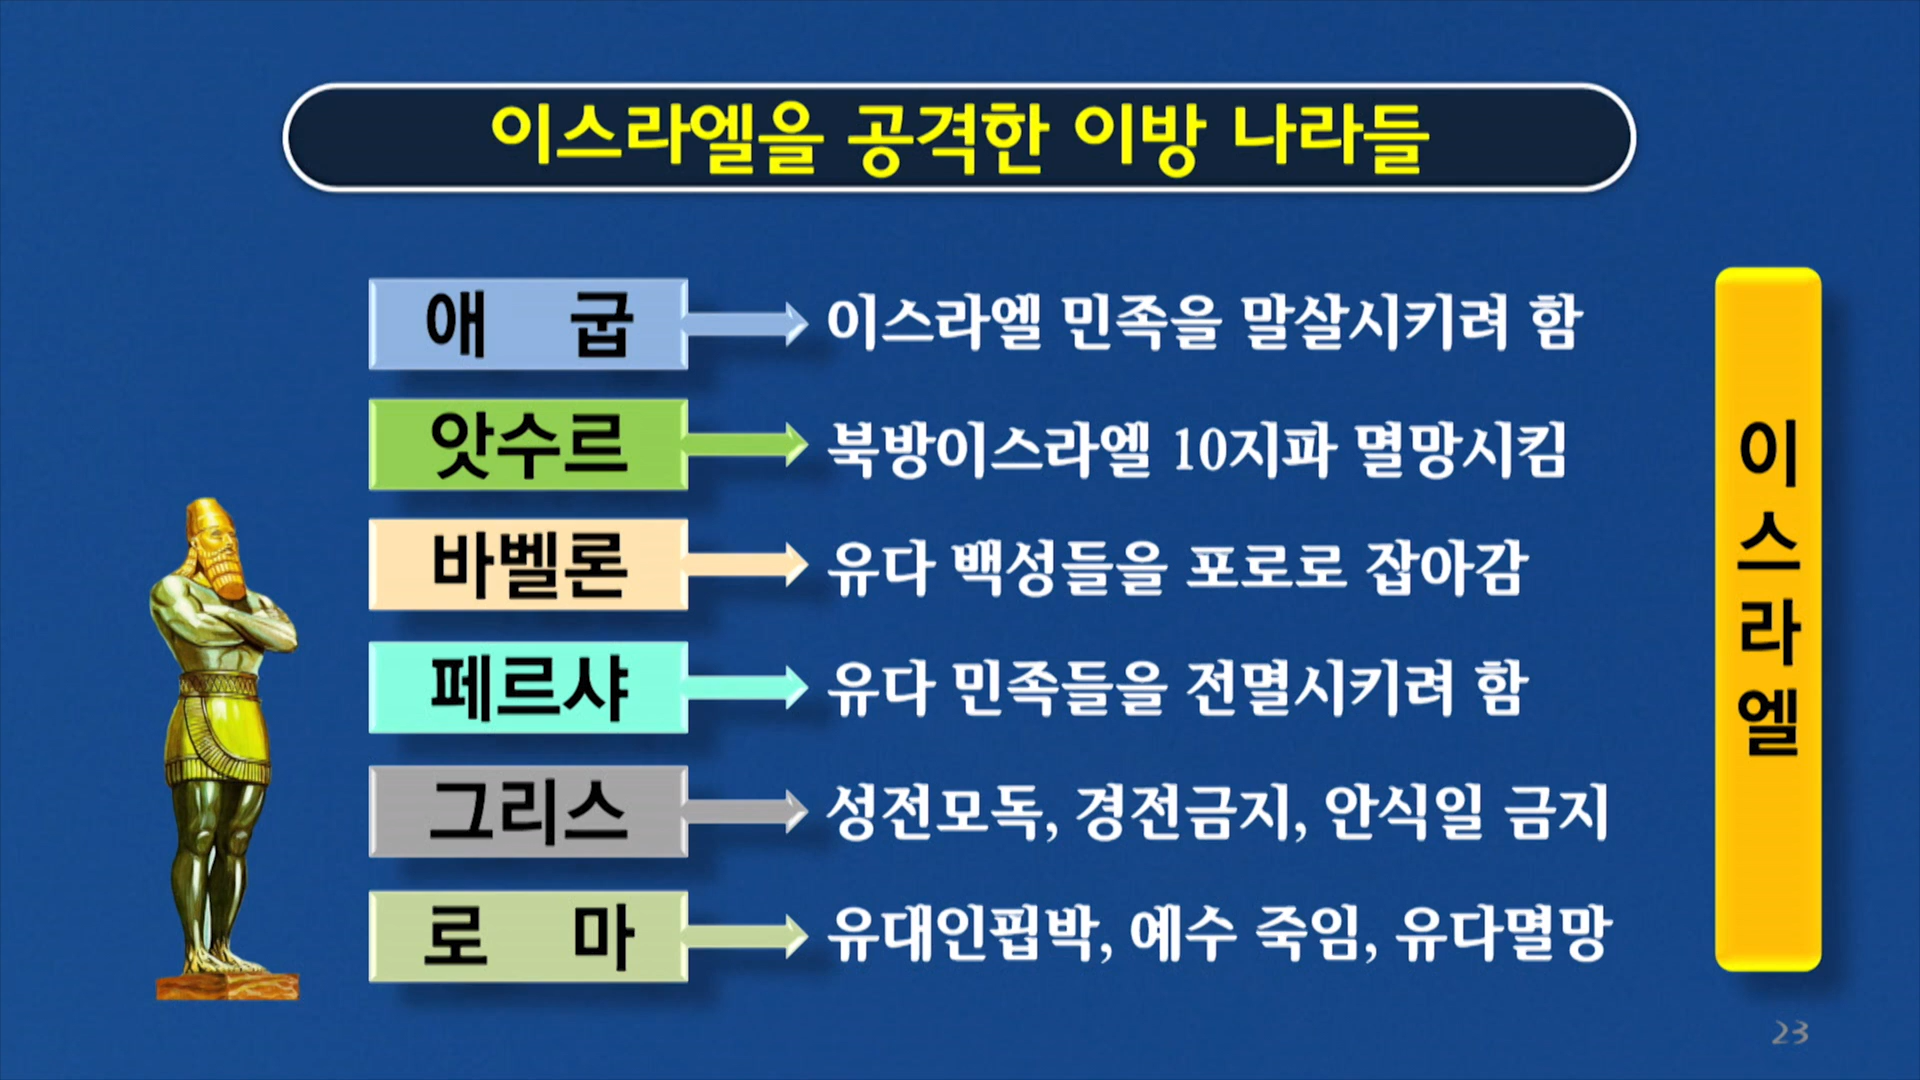 이스라엘을 공격한 이방 나라들
애 굽 이스라엘 민족을 말살시키려 함
앗수르 북방이스라엘 10지파 멸망시킴
바벨론 유다 백성들을 포로로 잡아감
페르샤 유다 민족들을 전멸시키려 함
그리스 성전모독, 경전금지, 안식일 금지
로 마 유대인핍박, 예수 죽임, 유다멸망
이스라엘
23